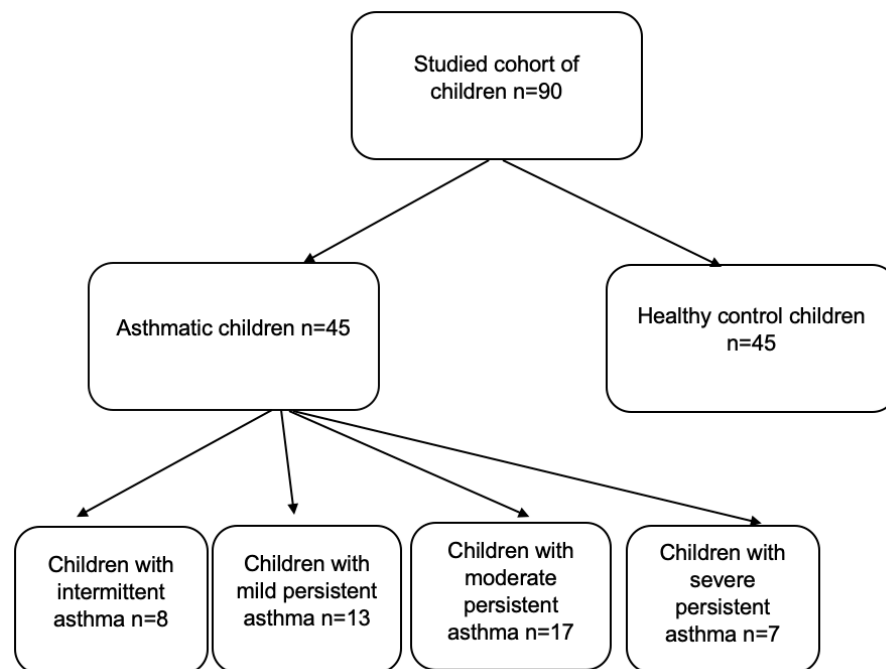 Studied cohort of
children n=90
Asthmatic children n=45
Healthy control children
n=45
Children with
intermittent
asthma n=8
Children with
mild persistent
asthma n=13
Children with
moderate
persistent
asthma n=17
Children with
severe
persistent
asthma n=7